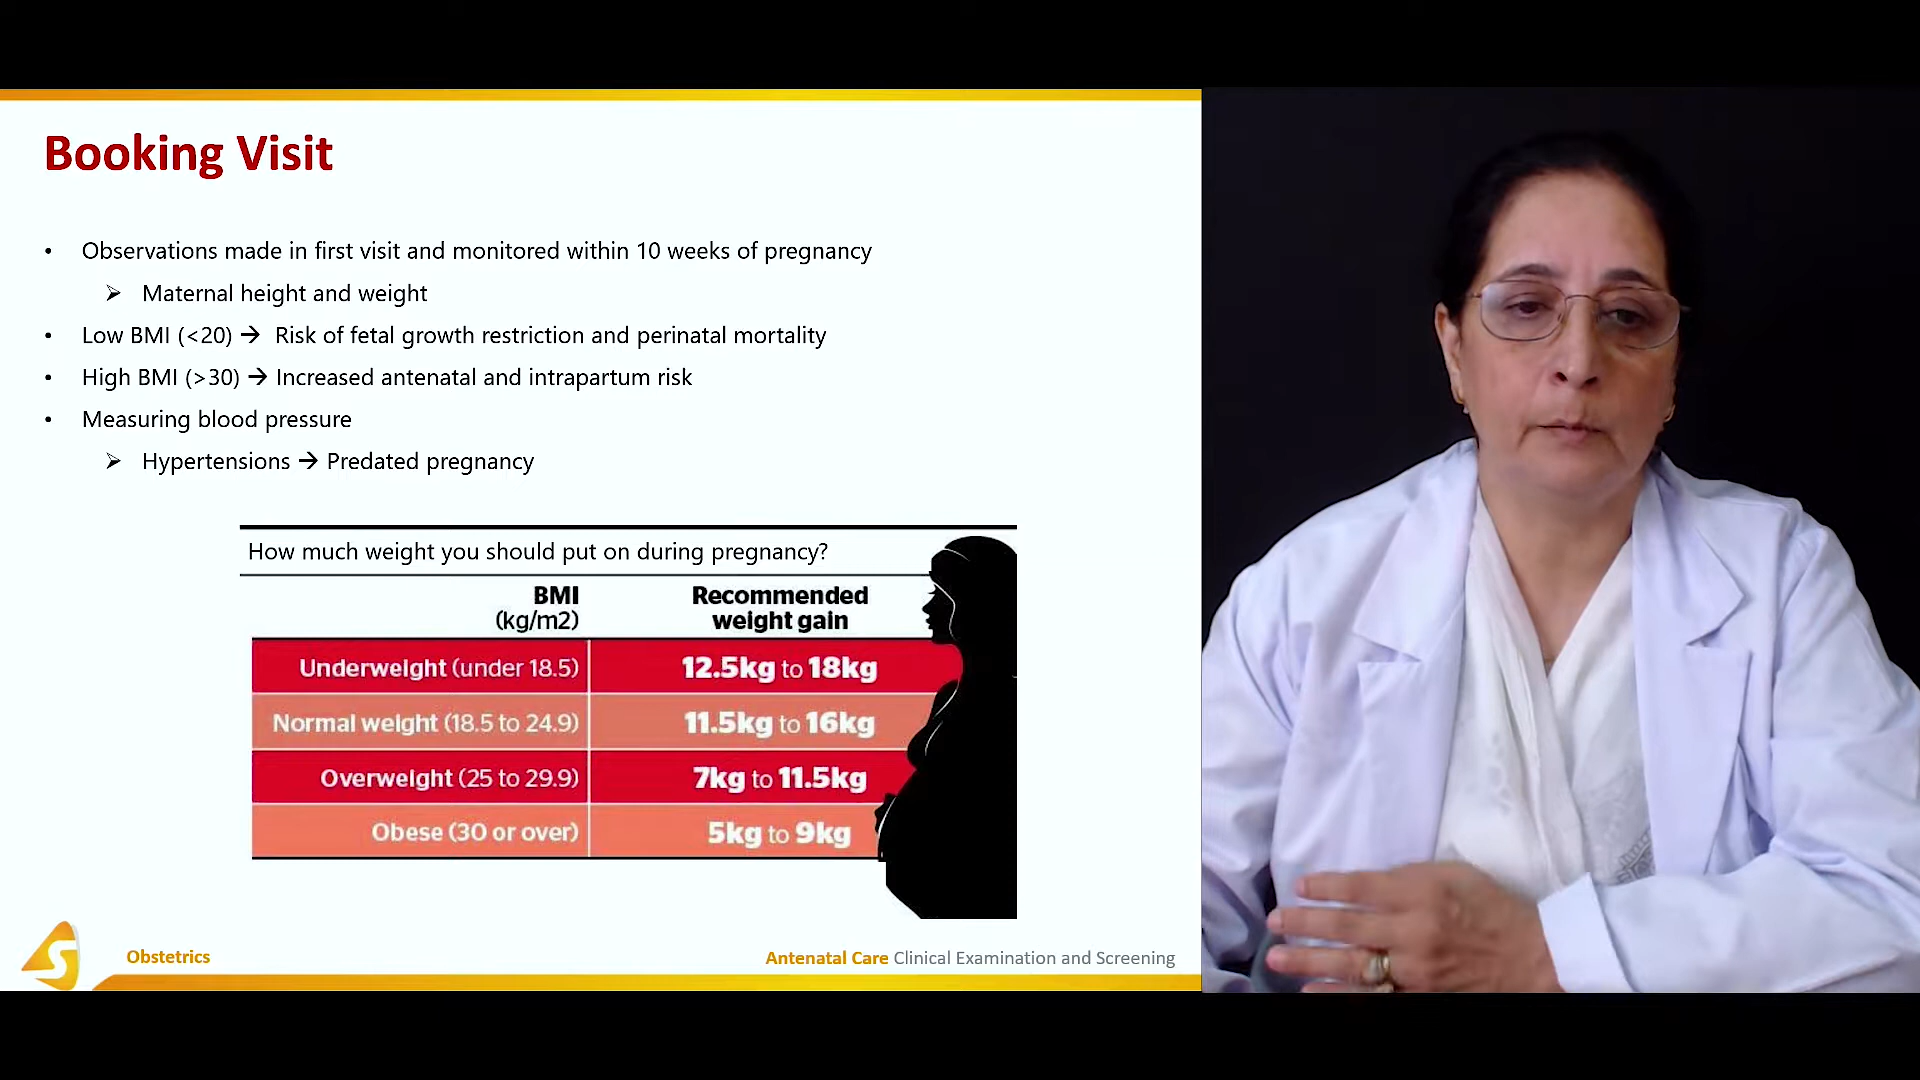 Booking Visit
• Observations made in first visit and monitored within 10 weeks of pregnancy
➢ Maternal height and weight
• Low BMI (<20) → Risk of fetal growth restriction and perinatal mortality
• High BMI (>30) → Increased antenatal and intrapartum risk
• Measuring blood pressure
➢ Hypertensions → Predated pregnancy
How much weight you should put on during pregnancy?
BMI (kg/m2) Recommended weight gain
Underweight (under 18.5) 12.5kg to 18kg
Normal weight (18.5 to 24.9) 11.5kg to 16kg
Overweight (25 to 29.9) 7kg to 11.5kg
Obese (30 or over) 5kg to 9kg
S
Obstetrics
Antenatal Care Clinical Examination and Screening